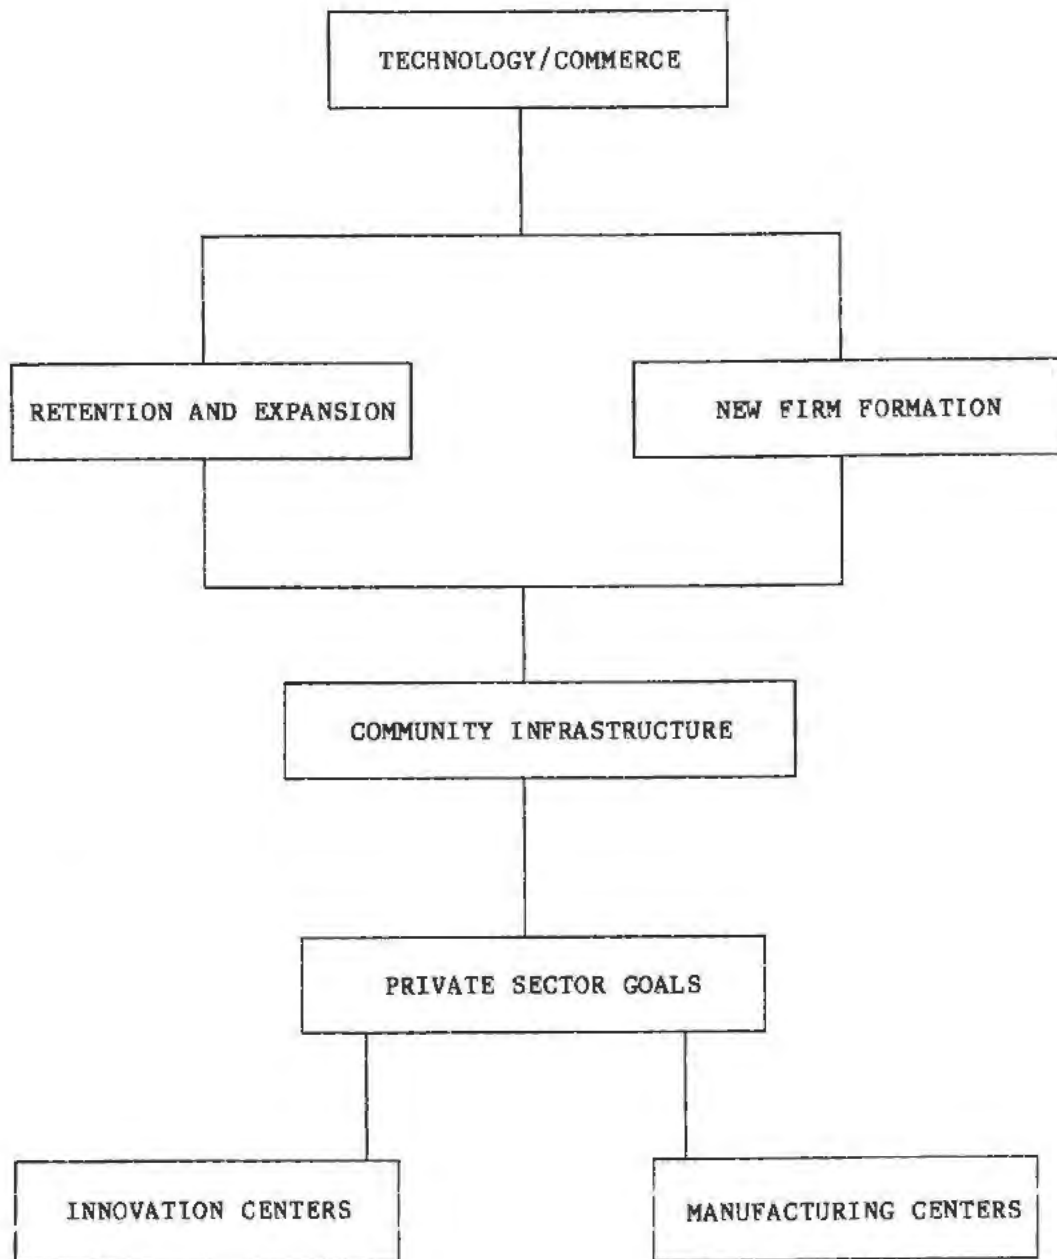 TECHNOLOGY/COMMERCE
RETENTION AND EXPANSION
NEW FIRM FORMATION
COMMUNITY INFRASTRUCTURE
PRIVATE SECTOR GOALS
INNOVATION CENTERS
MANUFACTURING CENTERS